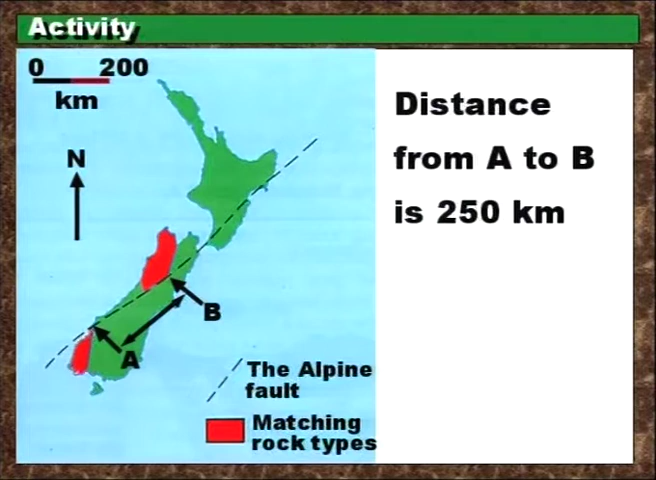 Activity
0 200
km
N
B
A
The Alpine
fault
Matching
rock types
Distance
from A to B
is 250 km